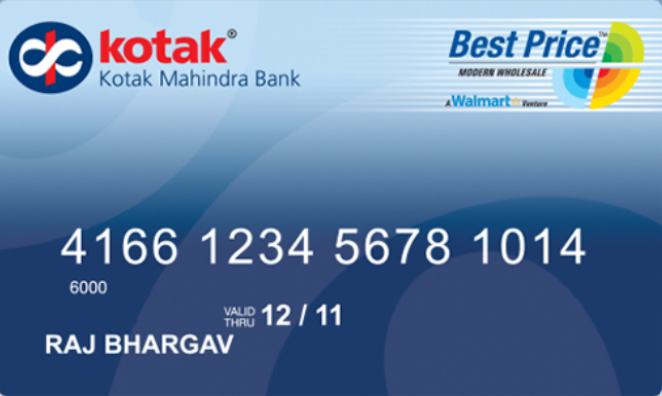 kotak®
Kotak Mahindra Bank
Best Price™
MODERN WHOLESALE
A Walmart Venture
4166 1234 5678 1014
6000
VALID THRU 12 / 11
RAJ BHARGAV